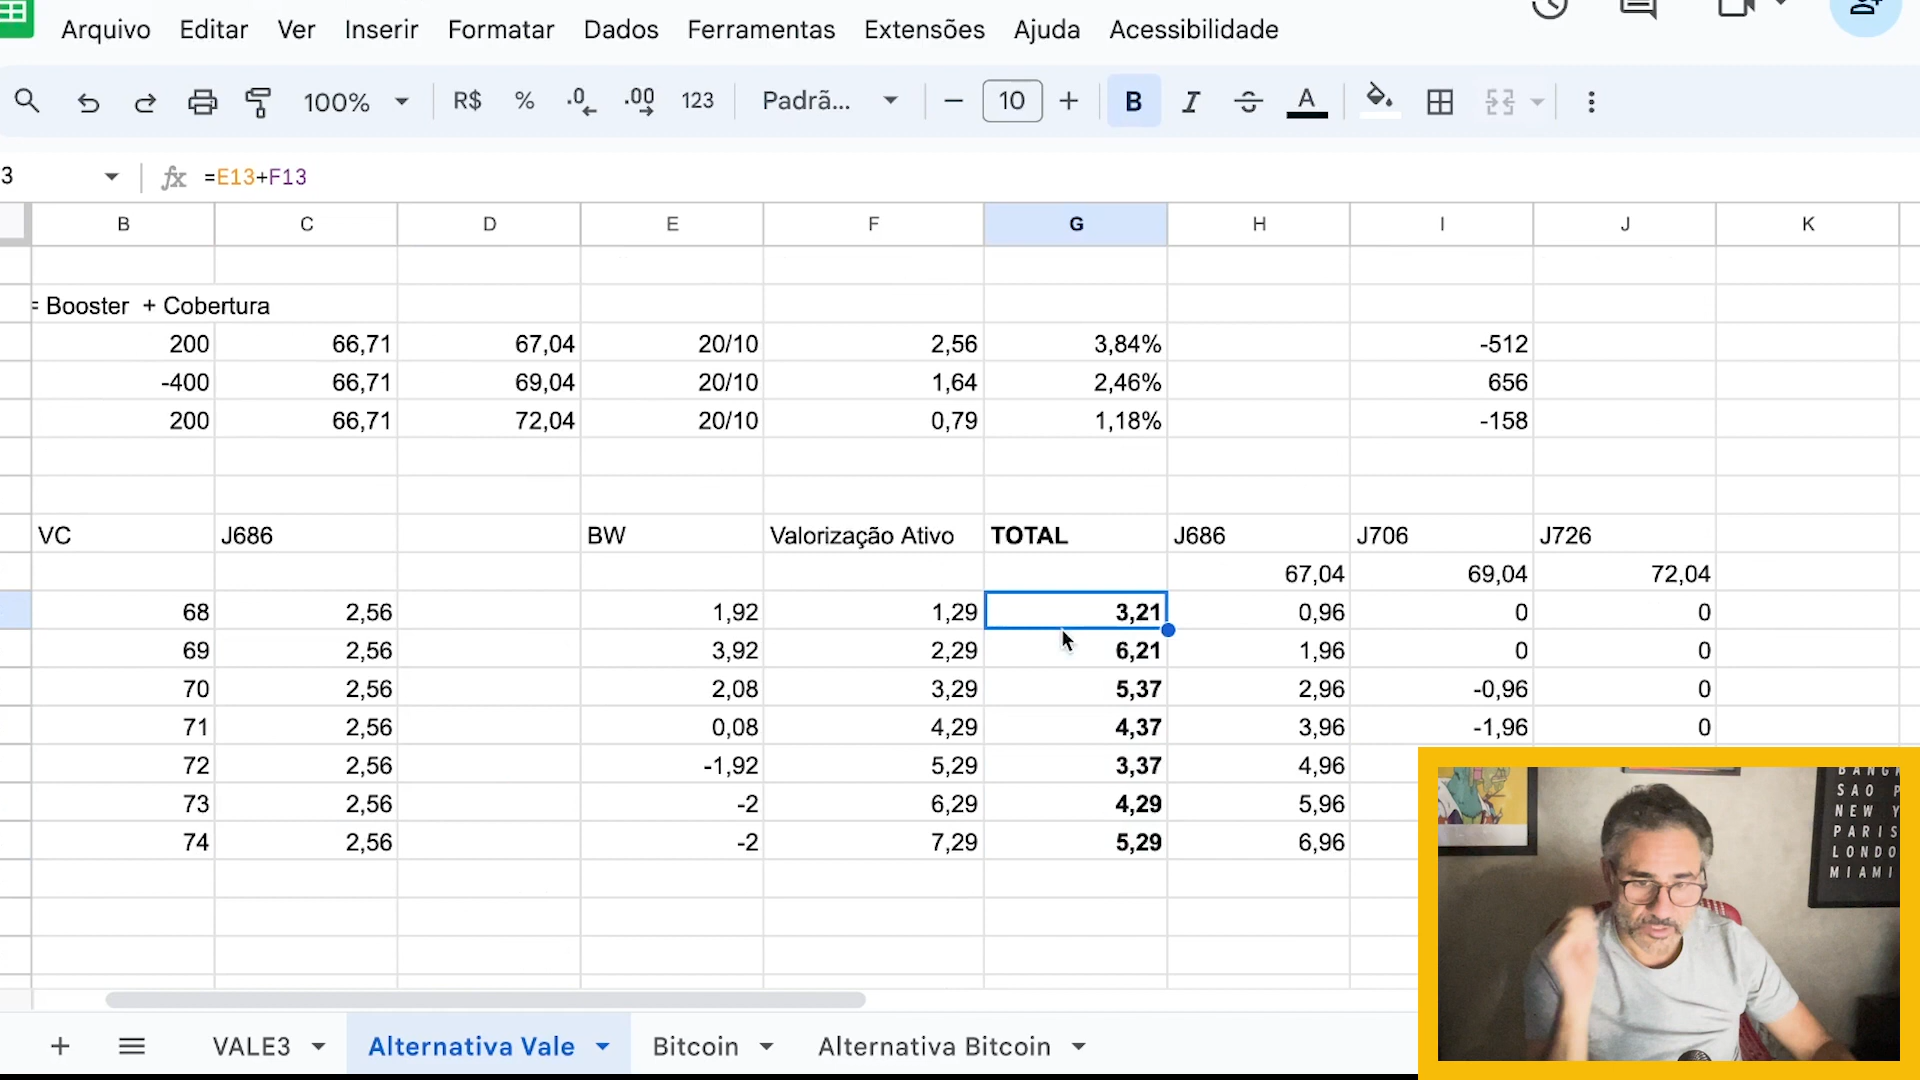 Arquivo Editar Ver Inserir Formatar Dados Ferramentas Extensões Ajuda Acessibilidade
100% R$ % .0 .00 123 Padrã... − 10 + B I S A
3 fx =E13+F13
B C D E F G H I J K
= Booster + Cobertura
200 66,71 67,04 20/10 2,56 3,84% -512
-400 66,71 69,04 20/10 1,64 2,46% 656
200 66,71 72,04 20/10 0,79 1,18% -158
VC J686 BW Valorização Ativo TOTAL J686 J706 J726
67,04 69,04 72,04
68 2,56 1,92 1,29 3,21 0,96 0 0
69 2,56 3,92 2,29 6,21 1,96 0 0
70 2,56 2,08 3,29 5,37 2,96 -0,96 0
71 2,56 0,08 4,29 4,37 3,96 -1,96 0
72 2,56 -1,92 5,29 3,37 4,96
73 2,56 -2 6,29 4,29 5,96
74 2,56 -2 7,29 5,29 6,96
SAO P
NEW Y
PARIS
LONDO
MIAMI
+ VALE3 Alternativa Vale Bitcoin Alternativa Bitcoin